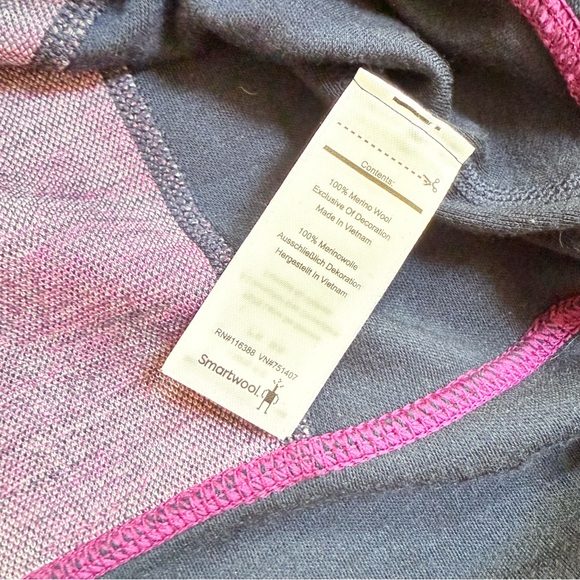 Contents:
100% Merino Wool
Exclusive Of Decoration
Made In Vietnam
100% Merinowolle
Ausschließlich Dekoration
Hergestellt In Vietnam
RN#116388 VN#751407
Smartwool